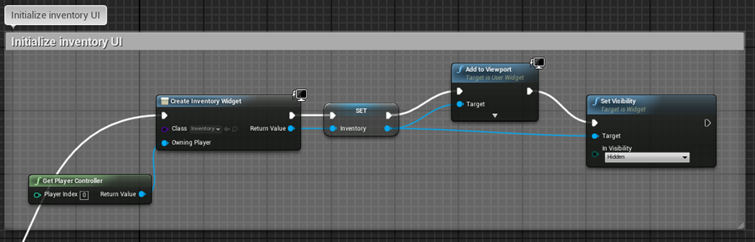 Initialize inventory UI
Initialize inventory UI
Create Inventory Widget
Class Inventory Return Value
Owning Player
SET
Inventory
Add to Viewport
Target is User Widget
Target
Set Visibility
Target is Widget
Target
In Visibility
Hidden
Get Player Controller
Player Index 0 Return Value